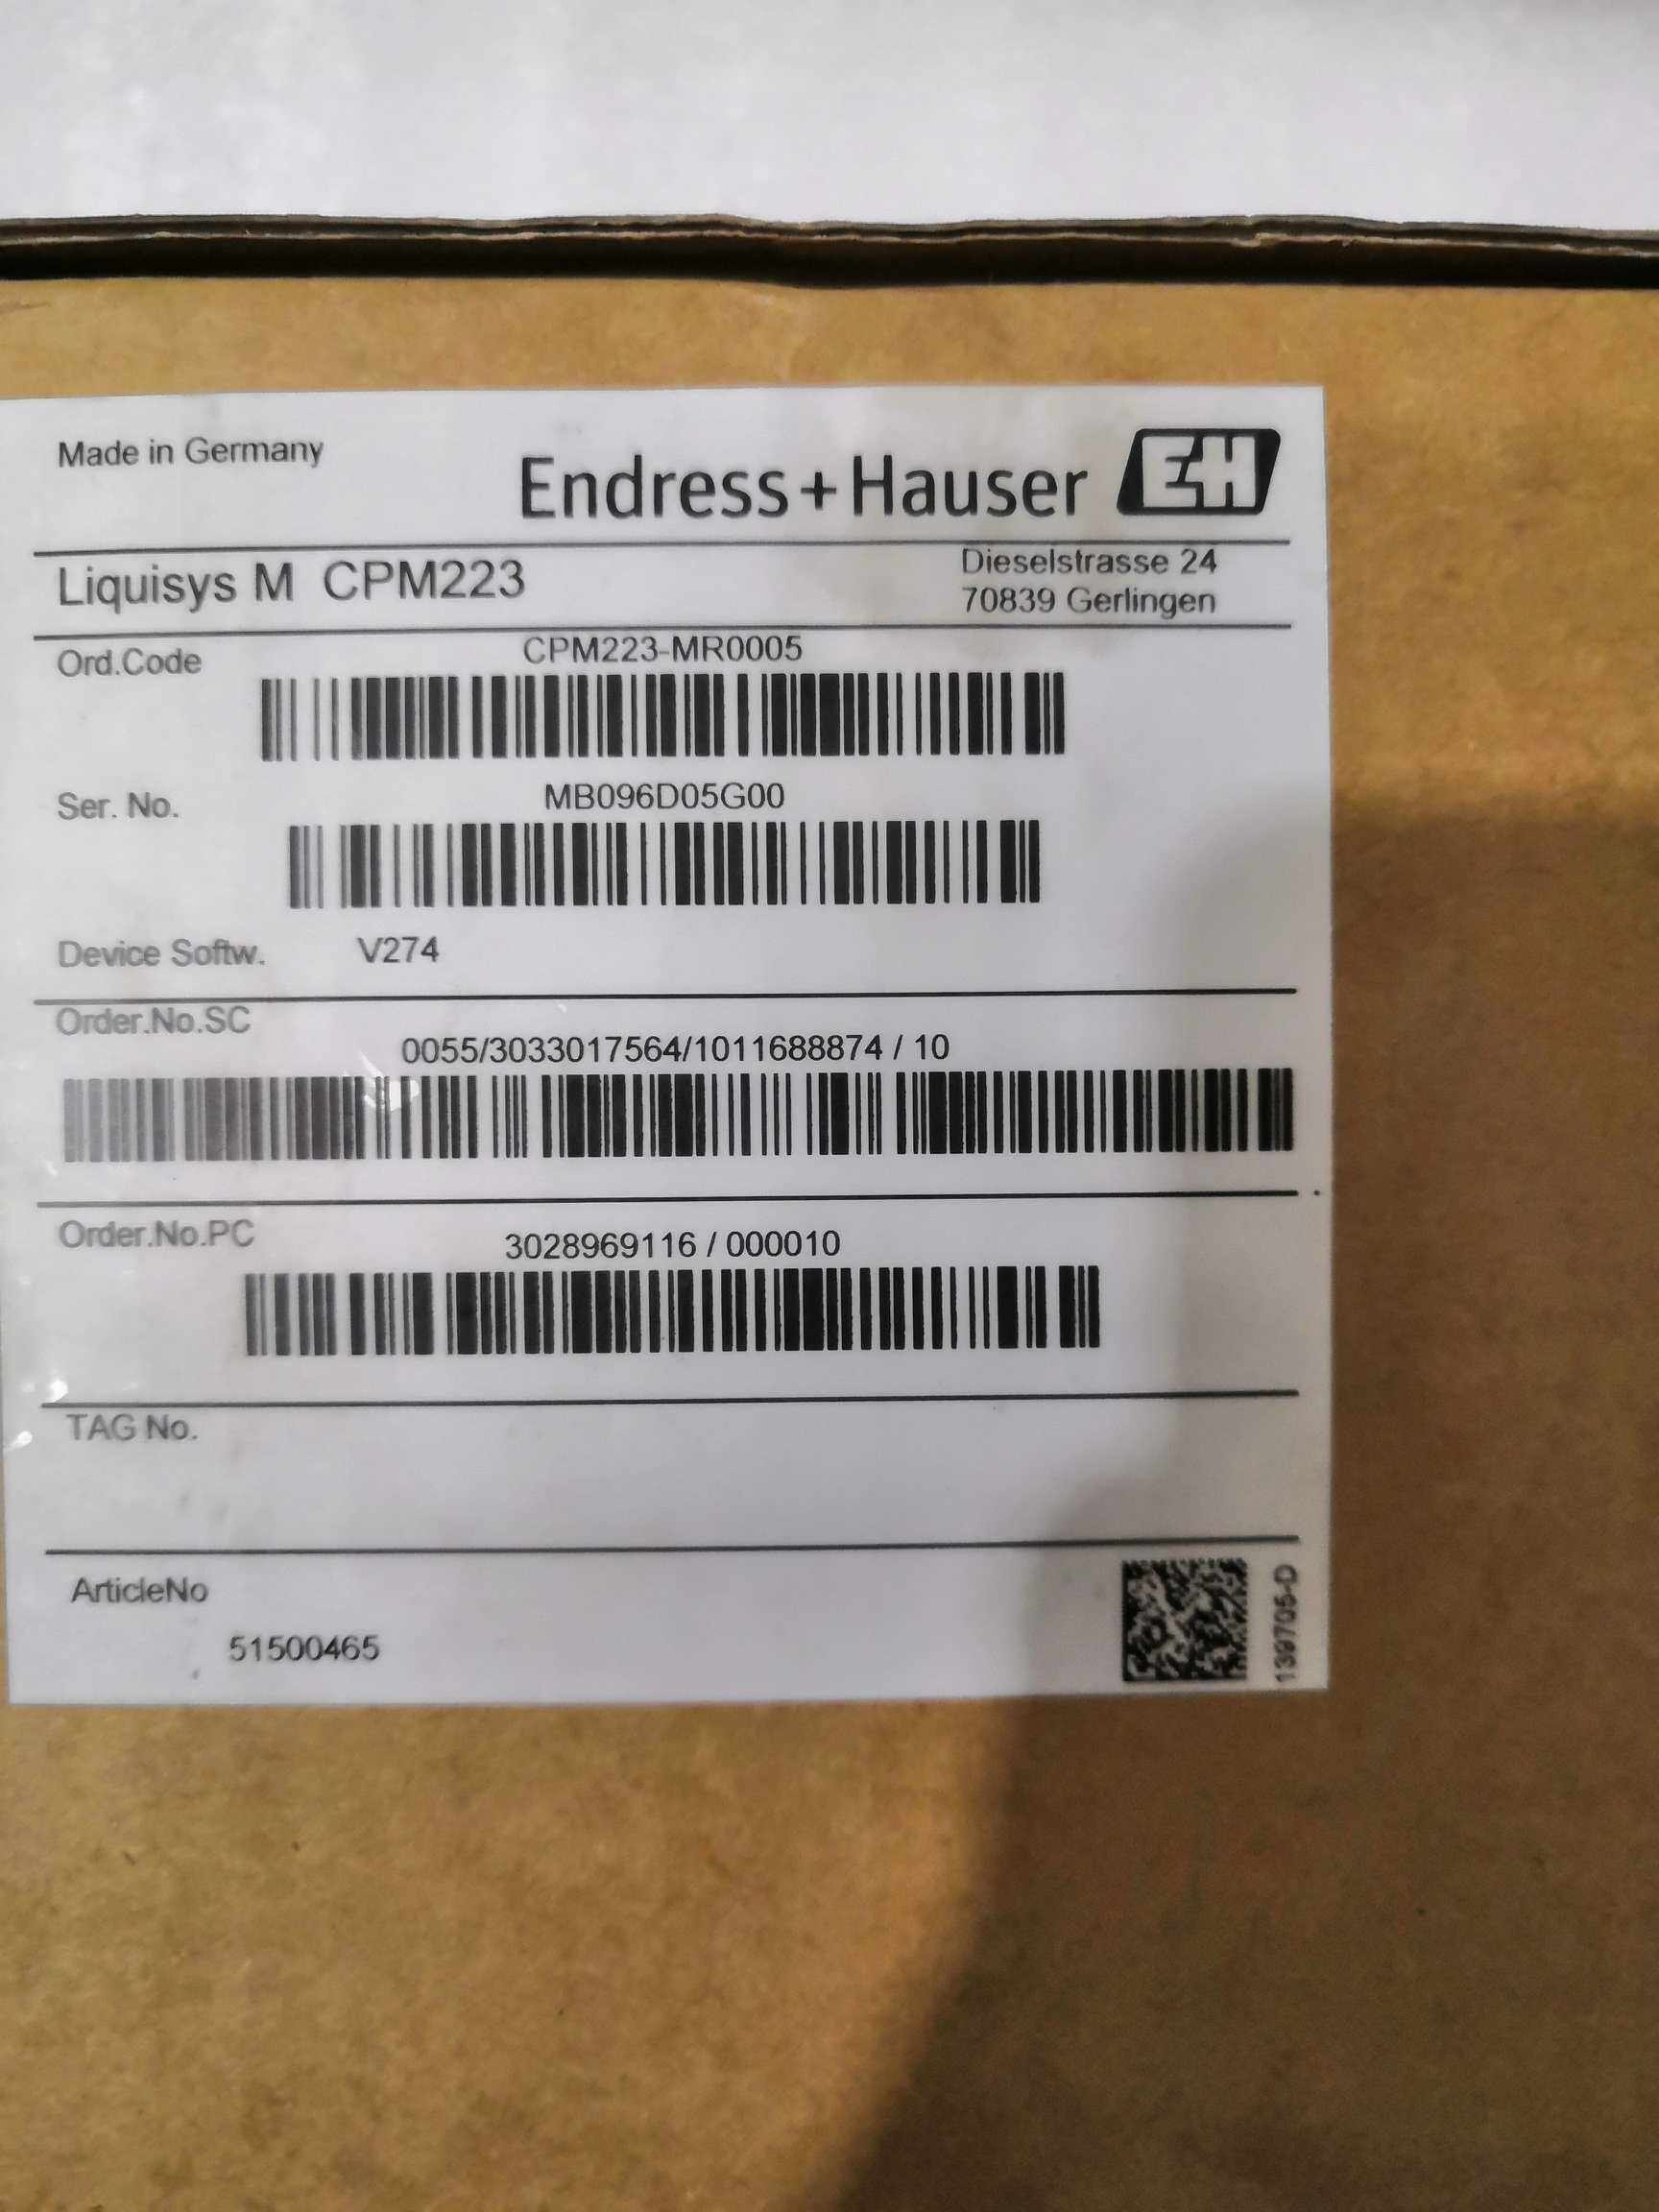 Made in Germany
Endress+Hauser EH
Liquisys M CPM223
Dieselstrasse 24
70839 Gerlingen
Ord.Code
CPM223-MR0005
Ser. No.
MB096D05G00
Device Softw. V274
Order.No.SC
0055/3033017564/1011688874 / 10
Order.No.PC
3028969116 / 000010
TAG No.
ArticleNo
51500465
139705-D